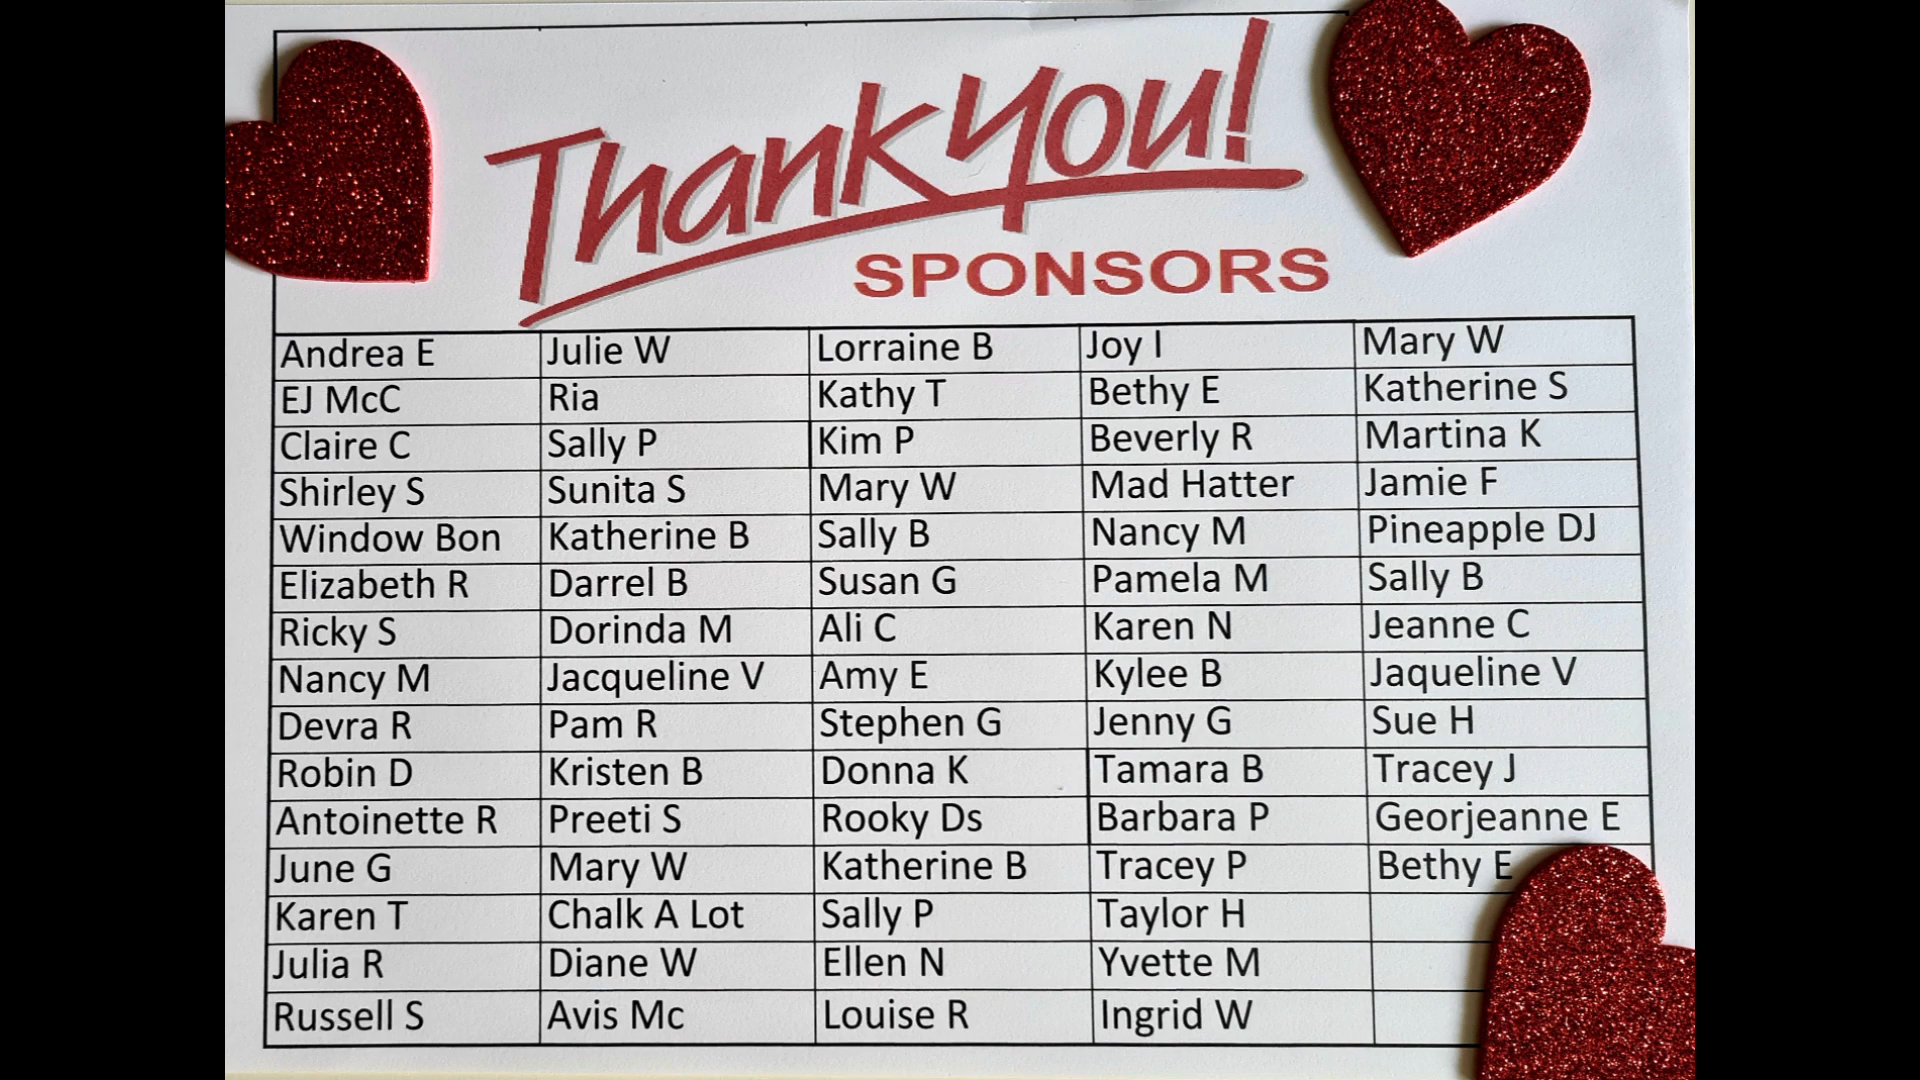 Thank You!
SPONSORS
Andrea E Julie W Lorraine B Joy I Mary W
EJ McC Ria Kathy T Bethy E Katherine S
Claire C Sally P Kim P Beverly R Martina K
Shirley S Sunita S Mary W Mad Hatter Jamie F
Window Bon Katherine B Sally B Nancy M Pineapple DJ
Elizabeth R Darrel B Susan G Pamela M Sally B
Ricky S Dorinda M Ali C Karen N Jeanne C
Nancy M Jacqueline V Amy E Kylee B Jaqueline V
Devra R Pam R Stephen G Jenny G Sue H
Robin D Kristen B Donna K Tamara B Tracey J
Antoinette R Preeti S Rooky Ds Barbara P Georjeanne E
June G Mary W Katherine B Tracey P Bethy E
Karen T Chalk A Lot Sally P Taylor H
Julia R Diane W Ellen N Yvette M
Russell S Avis Mc Louise R Ingrid W